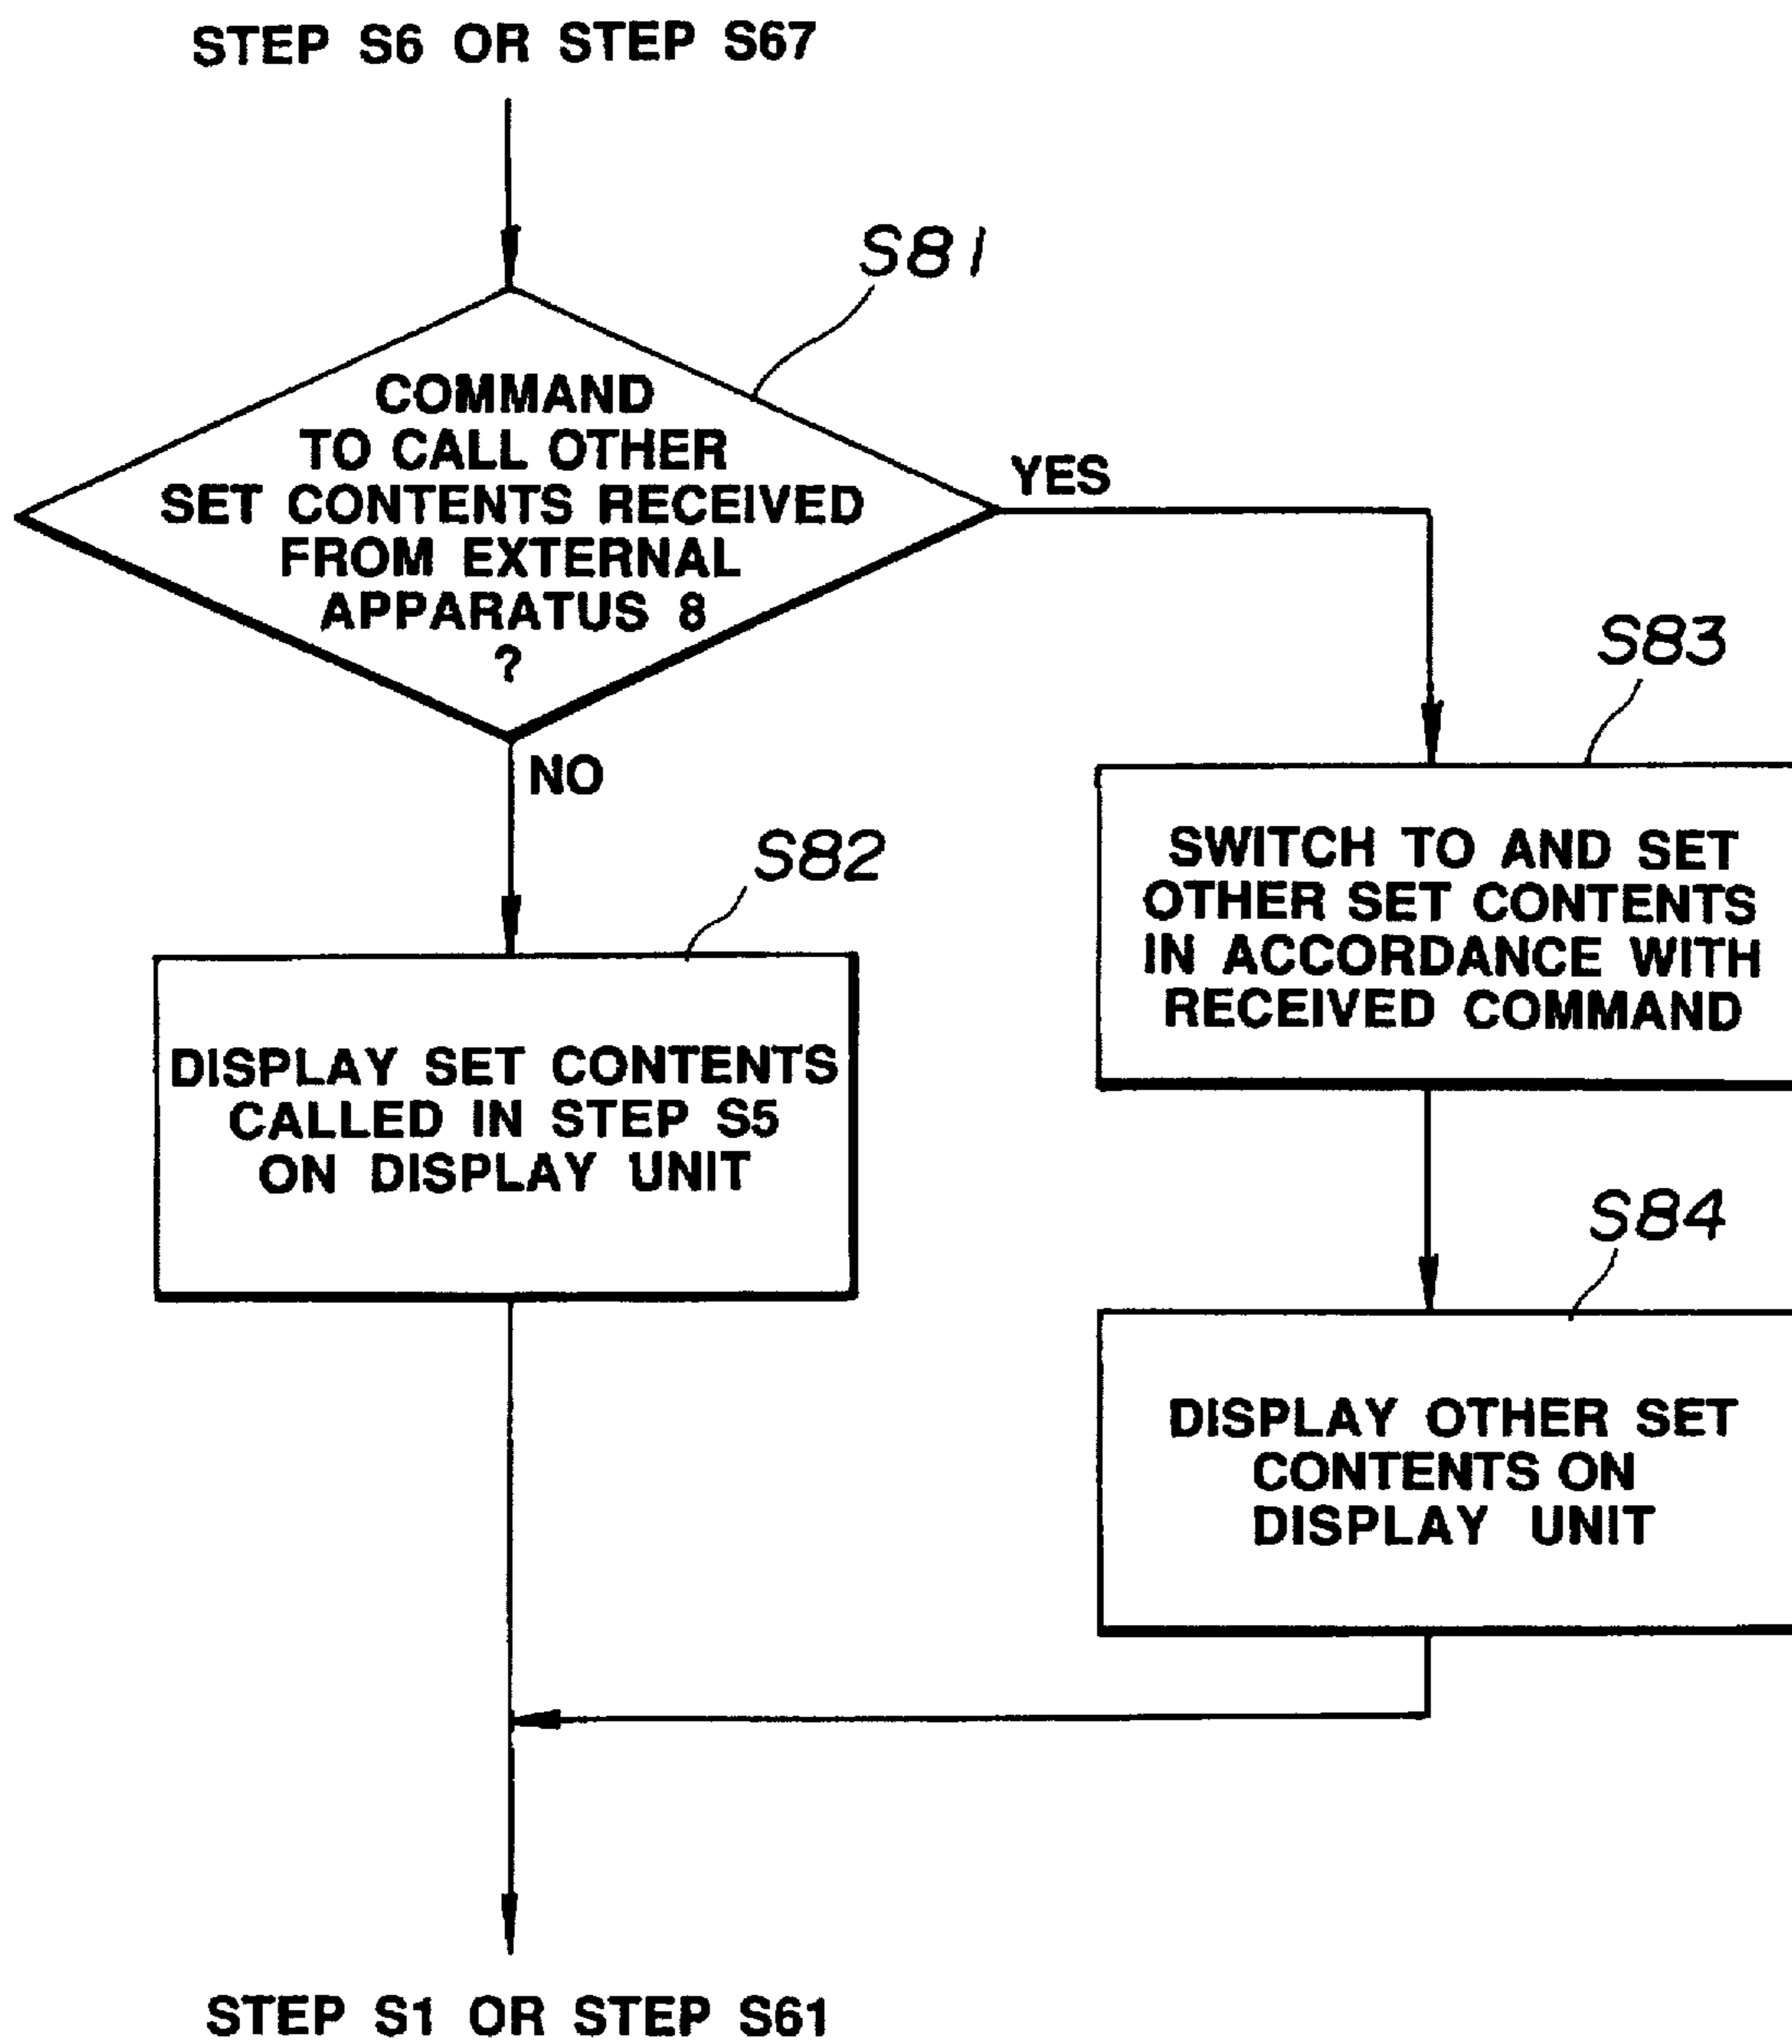 STEP S6 OR STEP S67
S81
COMMAND
TO CALL OTHER
SET CONTENTS RECEIVED
FROM EXTERNAL
APPARATUS 8
?
YES
NO
S83
SWITCH TO AND SET
OTHER SET CONTENTS
IN ACCORDANCE WITH
RECEIVED COMMAND
S82
DISPLAY SET CONTENTS
CALLED IN STEP S5
ON DISPLAY UNIT
S84
DISPLAY OTHER SET
CONTENTS ON
DISPLAY UNIT
STEP S1 OR STEP S61